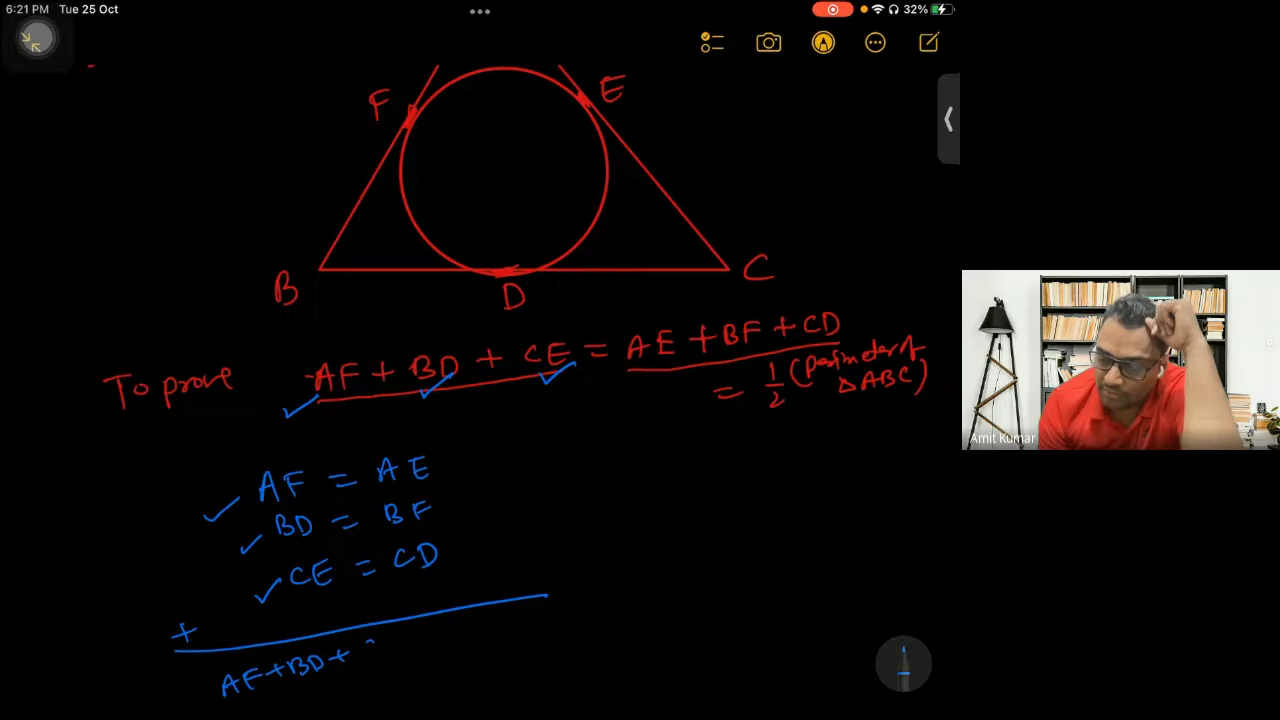 6:21 PM Tue 25 Oct
32%
F
E
B
D
C
To prove AF + BD + CE = AE + BF + CD
= 1/2 (perimeter of
ΔABC)
Amit Kumar
AF = AE
BD = BF
CE = CD
+
AF+BD+